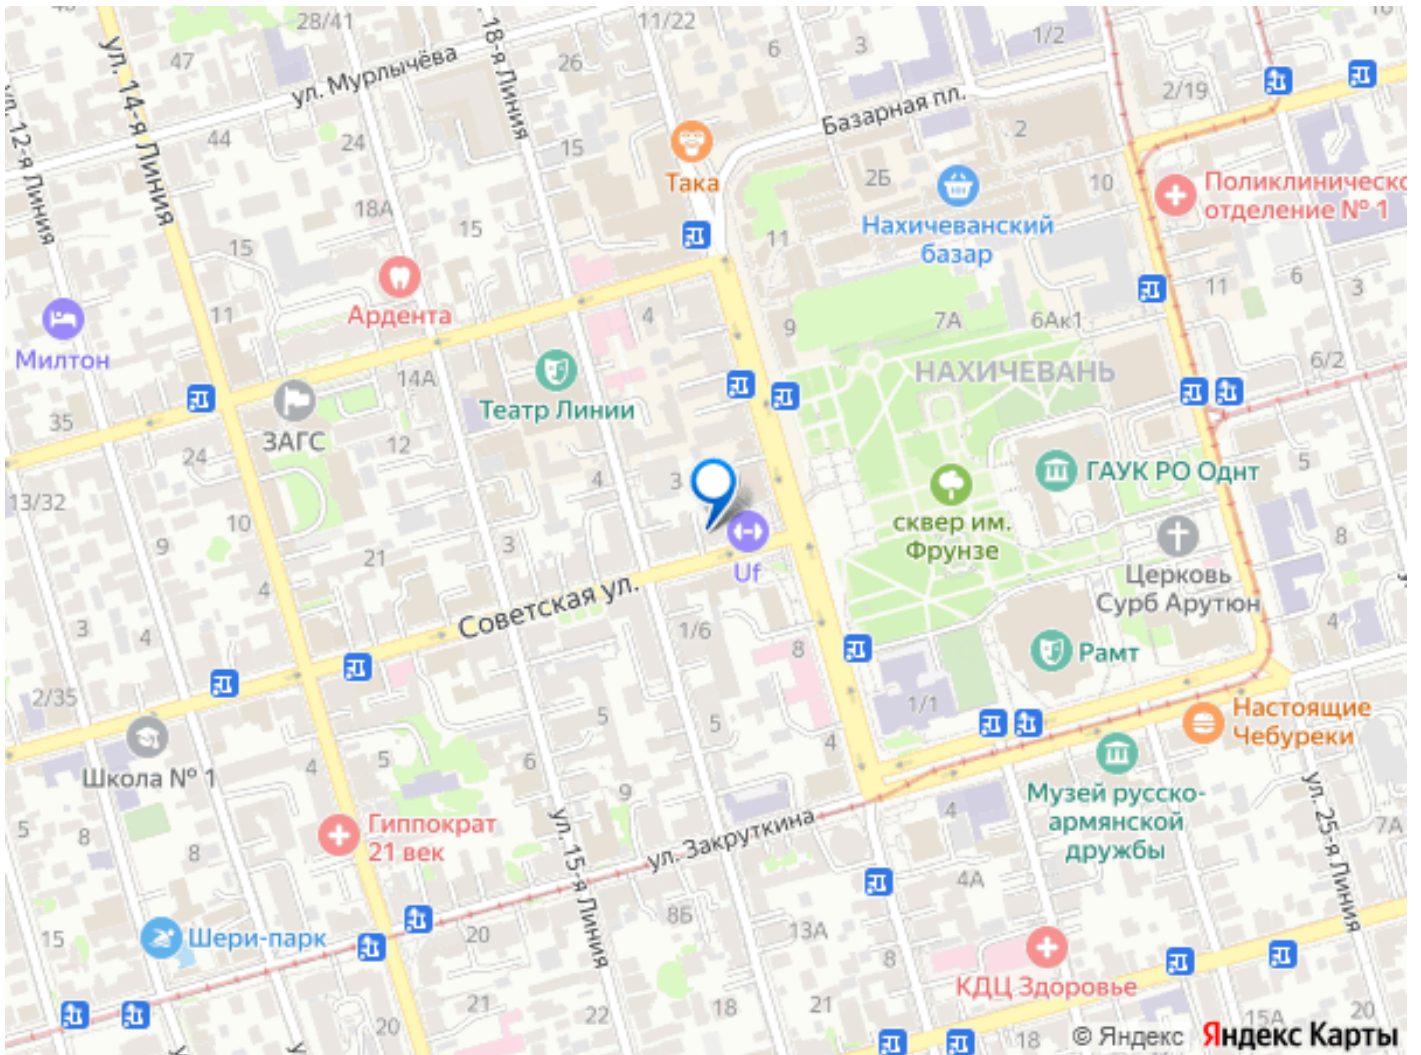 28/41
11/22
1/2
10
47
ул. Мурлычёва
18-я Линия
26
6
3
ул. 14-я Линия
ул. 12-я Линия
44
24
15
Базарная пл.
2
2/19
Така
2Б
10
Поликлиническо
отделение № 1
18А
15
15
11
Нахичеванский
базар
6
3
11
Ардента
11
4
9
7А
6Ак1
6/2
Милтон
НАХИЧЕВАНЬ
14А
Театр Линии
35
ЗАГС
12
24
13/32
4
3
ГАУК РО Однт
5
10
сквер им.
Фрунзе
9
21
3
8
4
Uf
Церковь
Сурб Арутюн
Советская ул.
3
4
1/6
8
4
Рамт
2/35
1/1
5
5
4
Настоящие
Чебуреки
Школа № 1
4
5
6
9
Музей русско-
армянской
дружбы
5
8
8
Гиппократ
21 век
ул. 15-я Линия
ул. Закруткина
4
ул. 25-я Линия
7А
4А
8Б
13А
15
Шери-парк
20
8
КДЦ Здоровье
21
22
18
21
20
18
15А
20
© Яндекс Яндекс Карты